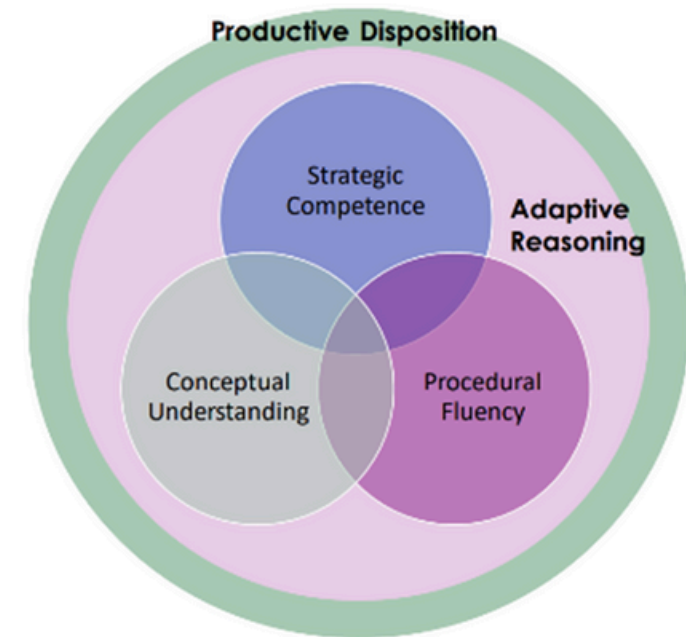 Productive Disposition
Strategic
Competence
Adaptive
Reasoning
Conceptual
Understanding
Procedural
Fluency